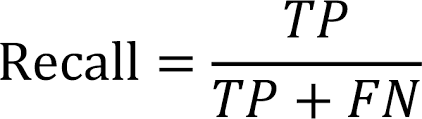 Recall = TP / TP + FN